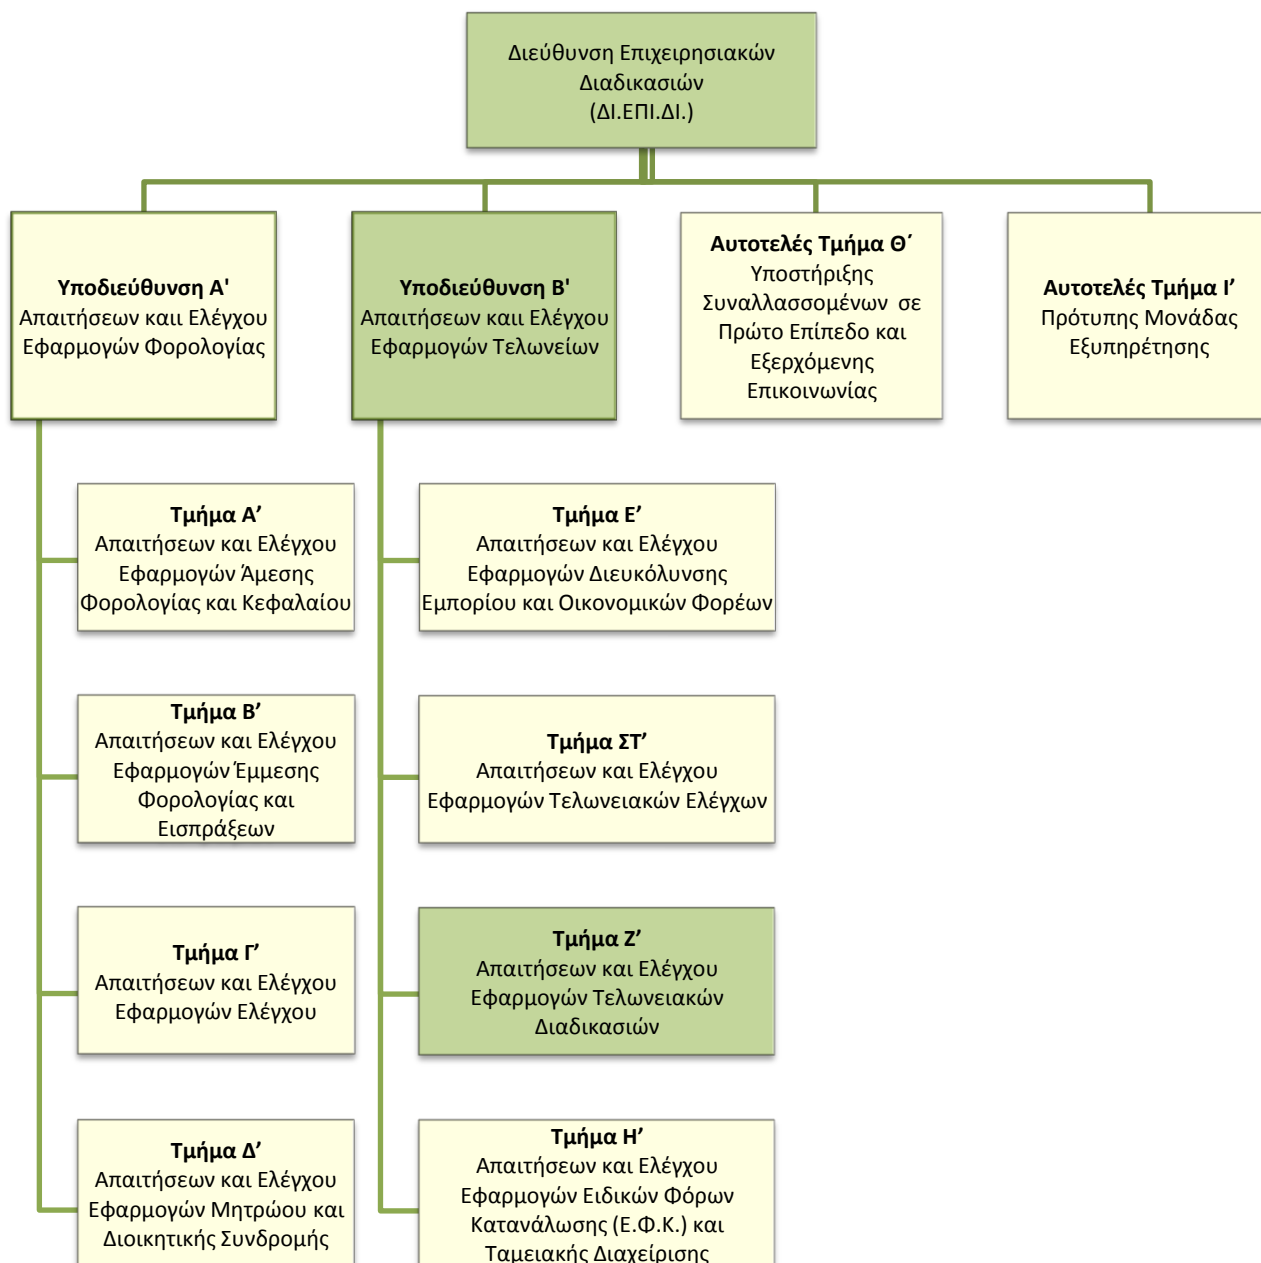 Διεύθυνση Επιχειρησιακών
Διαδικασιών
(ΔΙ.ΕΠΙ.ΔΙ.)
Υποδιεύθυνση Α'
Απαιτήσεων καιι Ελέγχου
Εφαρμογών Φορολογίας
Υποδιεύθυνση Β'
Απαιτήσεων καιι Ελέγχου
Εφαρμογών Τελωνείων
Αυτοτελές Τμήμα Θ΄
Υποστήριξης
Συναλλασσομένων σε
Πρώτο Επίπεδο και
Εξερχόμενης
Επικοινωνίας
Αυτοτελές Τμήμα Ι’
Πρότυπης Μονάδας
Εξυπηρέτησης
Τμήμα Α’
Απαιτήσεων και Ελέγχου
Εφαρμογών Άμεσης
Φορολογίας και Κεφαλαίου
Τμήμα Β’
Απαιτήσεων και Ελέγχου
Εφαρμογών Έμμεσης
Φορολογίας και
Εισπράξεων
Τμήμα Γ’
Απαιτήσεων και Ελέγχου
Εφαρμογών Ελέγχου
Τμήμα Δ’
Απαιτήσεων και Ελέγχου
Εφαρμογών Μητρώου και
Διοικητικής Συνδρομής
Τμήμα Ε’
Απαιτήσεων και Ελέγχου
Εφαρμογών Διευκόλυνσης
Εμπορίου και Οικονομικών Φορέων
Τμήμα ΣΤ’
Απαιτήσεων και Ελέγχου
Εφαρμογών Τελωνειακών Ελέγχων
Τμήμα Ζ’
Απαιτήσεων και Ελέγχου
Εφαρμογών Τελωνειακών
Διαδικασιών
Τμήμα Η’
Απαιτήσεων και Ελέγχου
Εφαρμογών Ειδικών Φόρων
Κατανάλωσης (Ε.Φ.Κ.) και
Ταμειακής Διαχείρισης